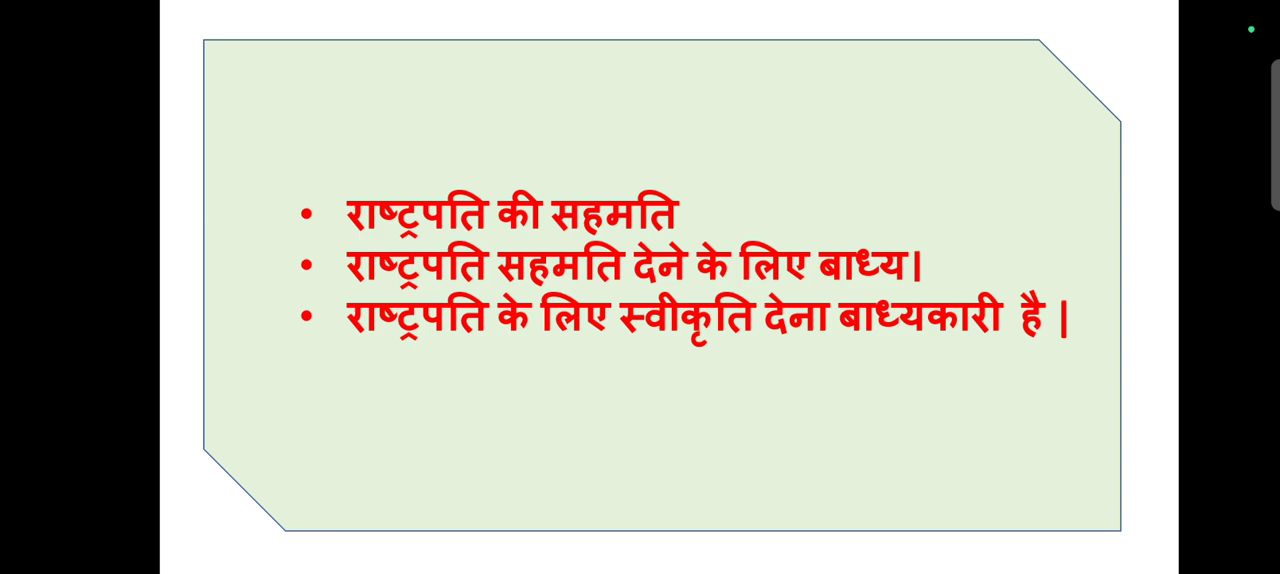 • राष्ट्रपति की सहमति
• राष्ट्रपति सहमति देने के लिए बाध्य।
• राष्ट्रपति के लिए स्वीकृति देना बाध्यकारी  है |